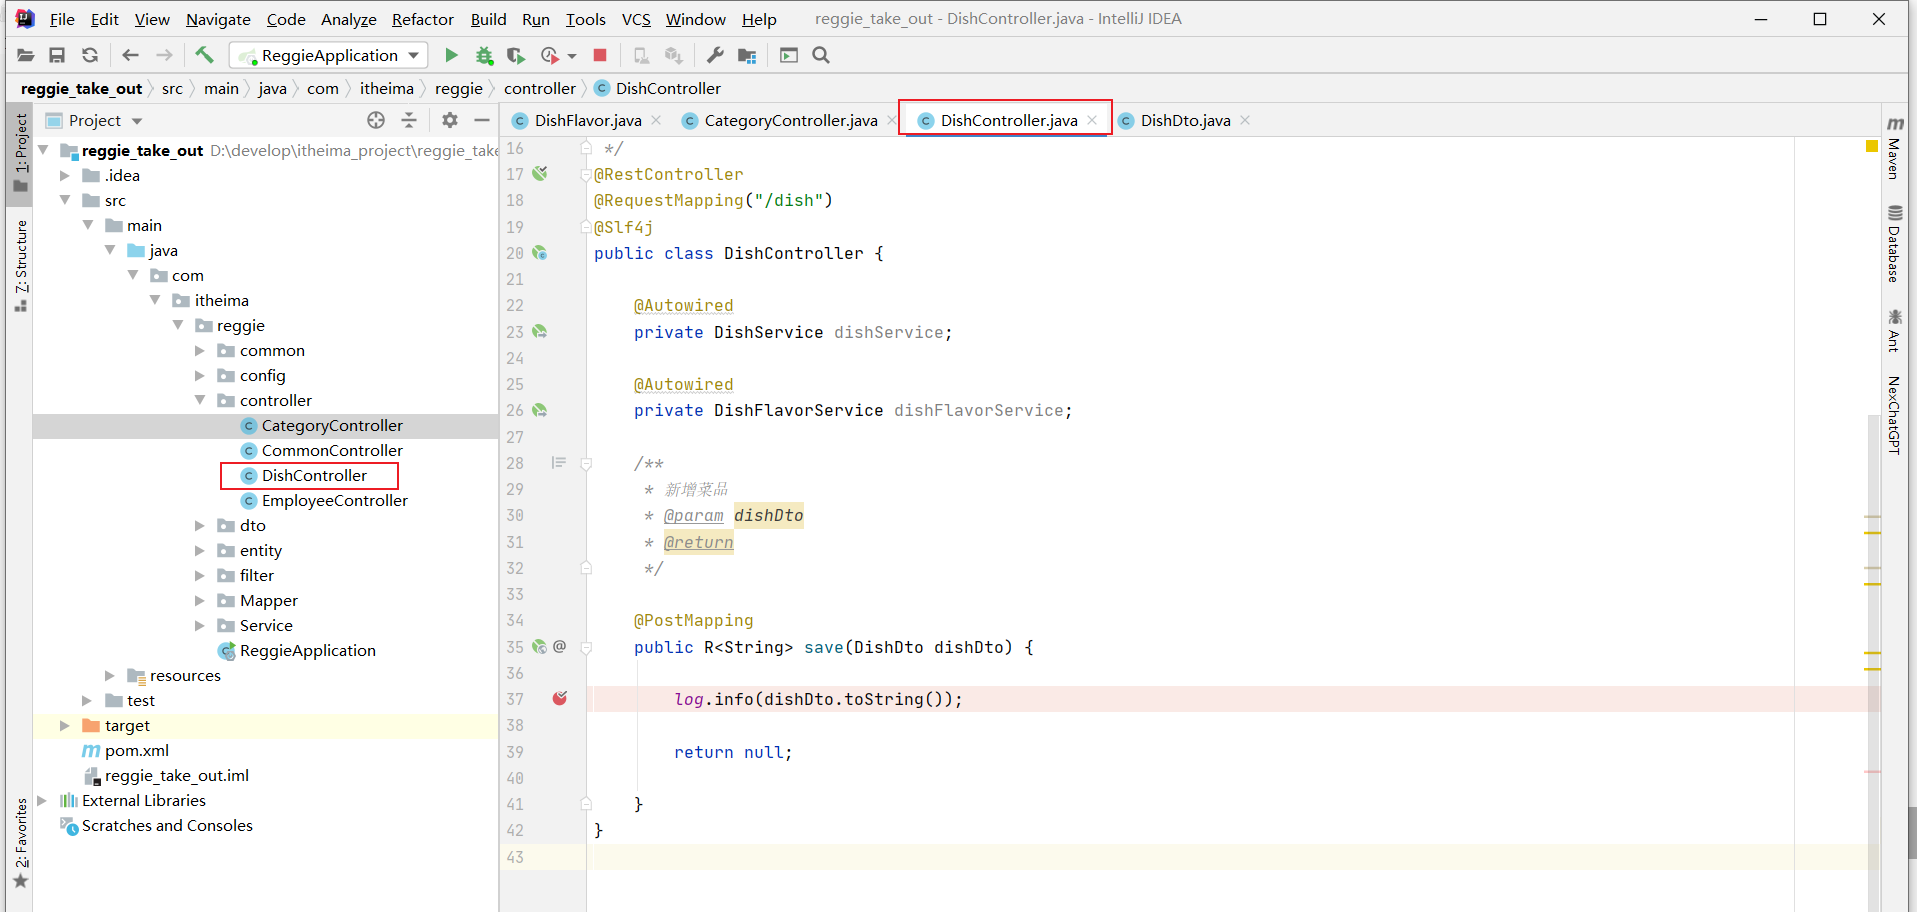 File Edit View Navigate Code Analyze Refactor Build Run Tools VCS Window Help reggie_take_out - DishController.java - IntelliJ IDEA
ReggieApplication
reggie_take_out src main java com itheima reggie controller DishController
1: Project
Z: Structure
2: Favorites
Project
reggie_take_out D:\develop\itheima_project\reggie_take
.idea
src
main
java
com
itheima
reggie
common
config
controller
CategoryController
CommonController
DishController
EmployeeController
dto
entity
filter
Mapper
Service
ReggieApplication
resources
test
target
pom.xml
reggie_take_out.iml
External Libraries
Scratches and Consoles
DishFlavor.java CategoryController.java DishController.java DishDto.java
16 */
17 @RestController
18 @RequestMapping("/dish")
19 @Slf4j
20 public class DishController {
21
22 @Autowired
23 private DishService dishService;
24
25 @Autowired
26 private DishFlavorService dishFlavorService;
27
28 /**
29 * 新增菜品
30 * @param dishDto
31 * @return
32 */
33
34 @PostMapping
35 @ public R<String> save(DishDto dishDto) {
36
37 log.info(dishDto.toString());
38
39 return null;
40
41 }
42 }
43
Maven
Database
Ant
NexChatGPT